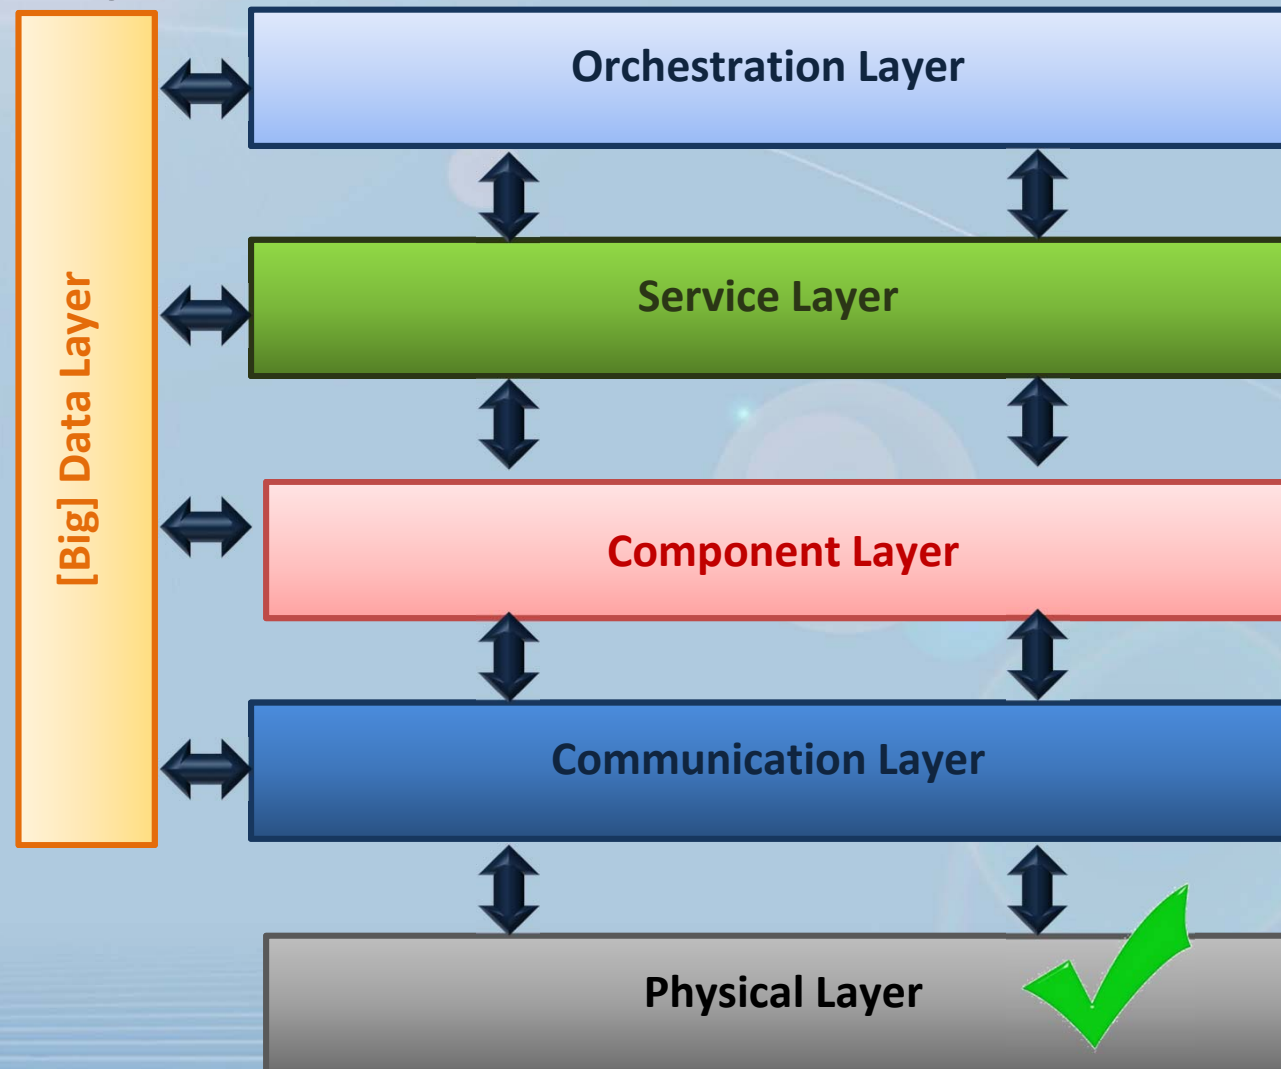 Orchestration Layer
Service Layer
[Big] Data Layer
Component Layer
Communication Layer
Physical Layer